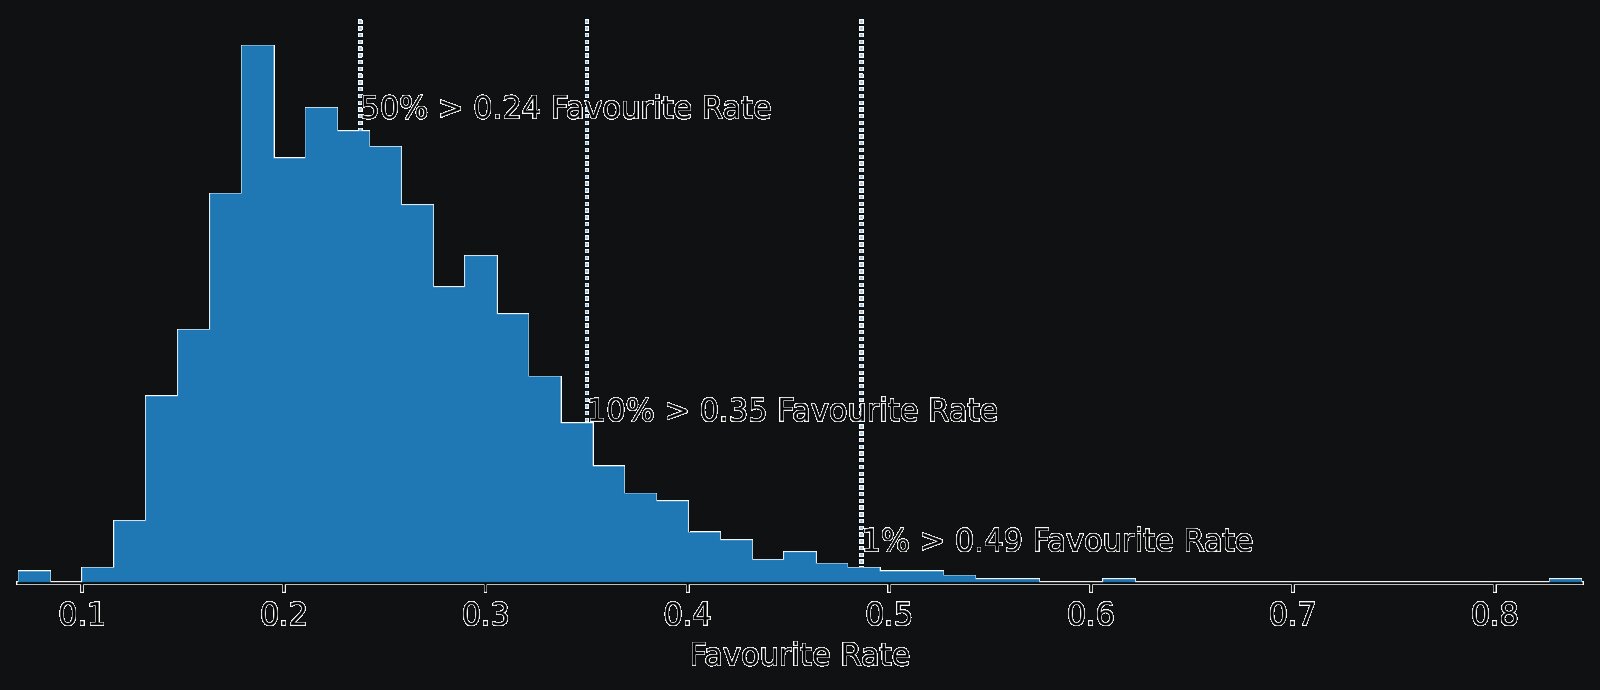 50% > 0.24 Favourite Rate
10% > 0.35 Favourite Rate
1% > 0.49 Favourite Rate
0.1 0.2 0.3 0.4 0.5 0.6 0.7 0.8
Favourite Rate